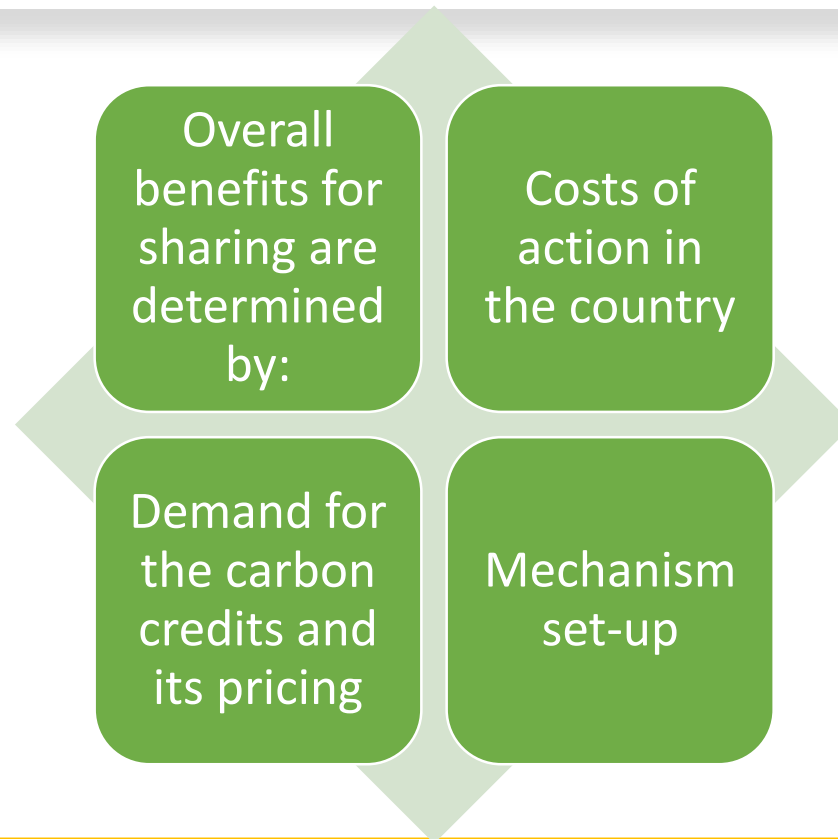 Overall
benefits for
sharing are
determined
by:
Costs of
action in
the country
Demand for
the carbon
credits and
its pricing
Mechanism
set-up